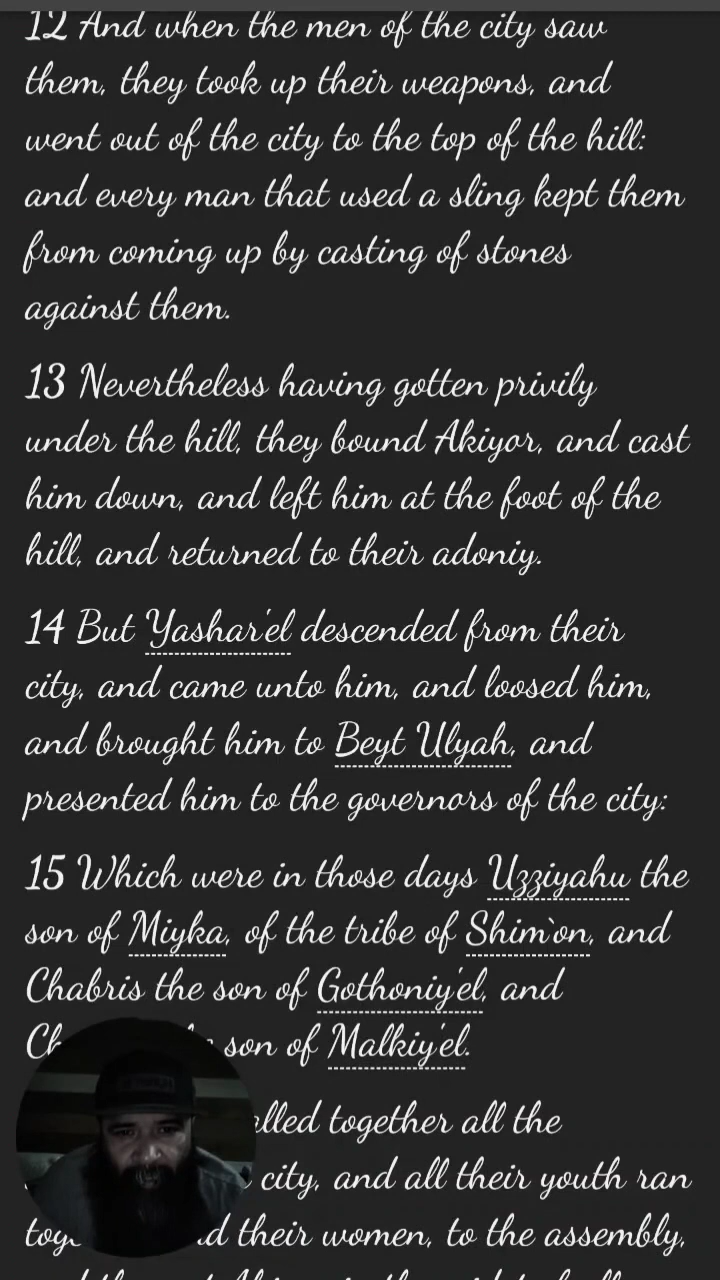 12 And when the men of the city saw
them, they took up their weapons, and
went out of the city to the top of the hill:
and every man that used a sling kept them
from coming up by casting of stones
against them.
13 Nevertheless having gotten privily
under the hill, they bound Akiyor, and cast
him down, and left him at the foot of the
hill, and returned to their adoniy.
14 But Yashar'el descended from their
city, and came unto him, and loosed him,
and brought him to Beyt Ulyah, and
presented him to the governors of the city:
15 Which were in those days Uzziyahu the
son of Miyka, of the tribe of Shim`on, and
Chabris the son of Gothoniy'el, and
son of Malkiy'el.
together all the
city, and all their youth ran
their women, to the assembly,